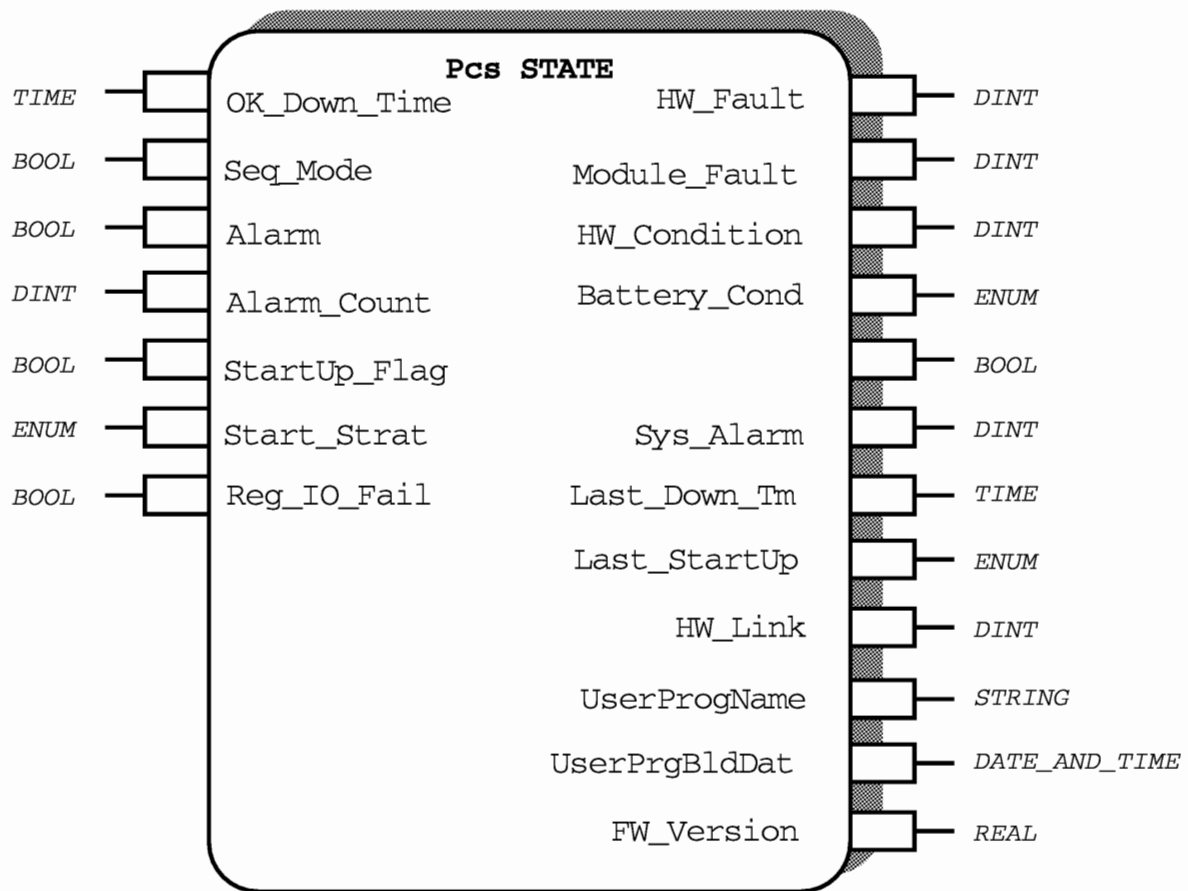 Pcs STATE
TIME OK_Down_Time HW_Fault DINT
BOOL Seq_Mode Module_Fault DINT
BOOL Alarm HW_Condition DINT
DINT Alarm_Count Battery_Cond ENUM
BOOL StartUp_Flag BOOL
ENUM Start_Strat Sys_Alarm DINT
BOOL Reg_IO_Fail Last_Down_Tm TIME
Last_StartUp ENUM
HW_Link DINT
UserProgName STRING
UserPrgBldDat DATE_AND_TIME
FW_Version REAL